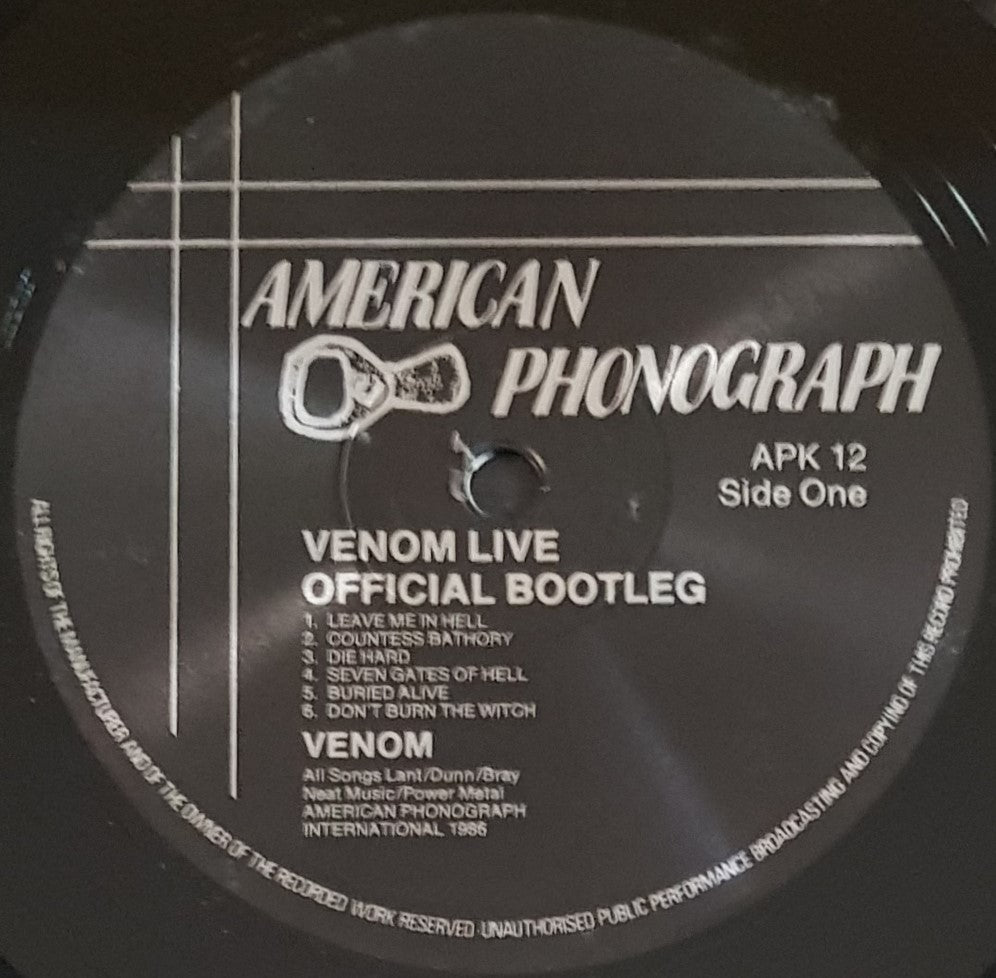 AMERICAN
PHONOGRAPH
APK 12
Side One
VENOM LIVE
OFFICIAL BOOTLEG
1. LEAVE ME IN HELL
2. COUNTESS BATHORY
3. DIE HARD
4. SEVEN GATES OF HELL
5. BURIED ALIVE
6. DON'T BURN THE WITCH
VENOM
All Songs Lant/Dunn/Bray
Neat Music/Power Metal
AMERICAN PHONOGRAPH
INTERNATIONAL 1986
ALL RIGHTS OF THE MANUFACTURER AND OF THE OWNER OF THE RECORDED WORK RESERVED · UNAUTHORISED PUBLIC PERFORMANCE BROADCASTING AND COPYING OF THIS RECORD PROHIBITED